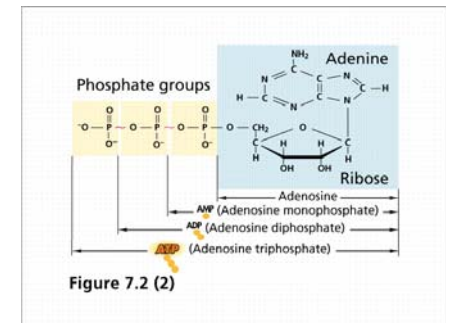 NH₂
Adenine
Phosphate groups
N C C N
H C C C H
N N
O O O
⁻O P ~ O P ~ O P O CH₂ O
O⁻ O⁻ O⁻
C H H C
H H
OH OH
Ribose
Adenosine
AMP (Adenosine monophosphate)
ADP (Adenosine diphosphate)
ATP (Adenosine triphosphate)
Figure 7.2 (2)